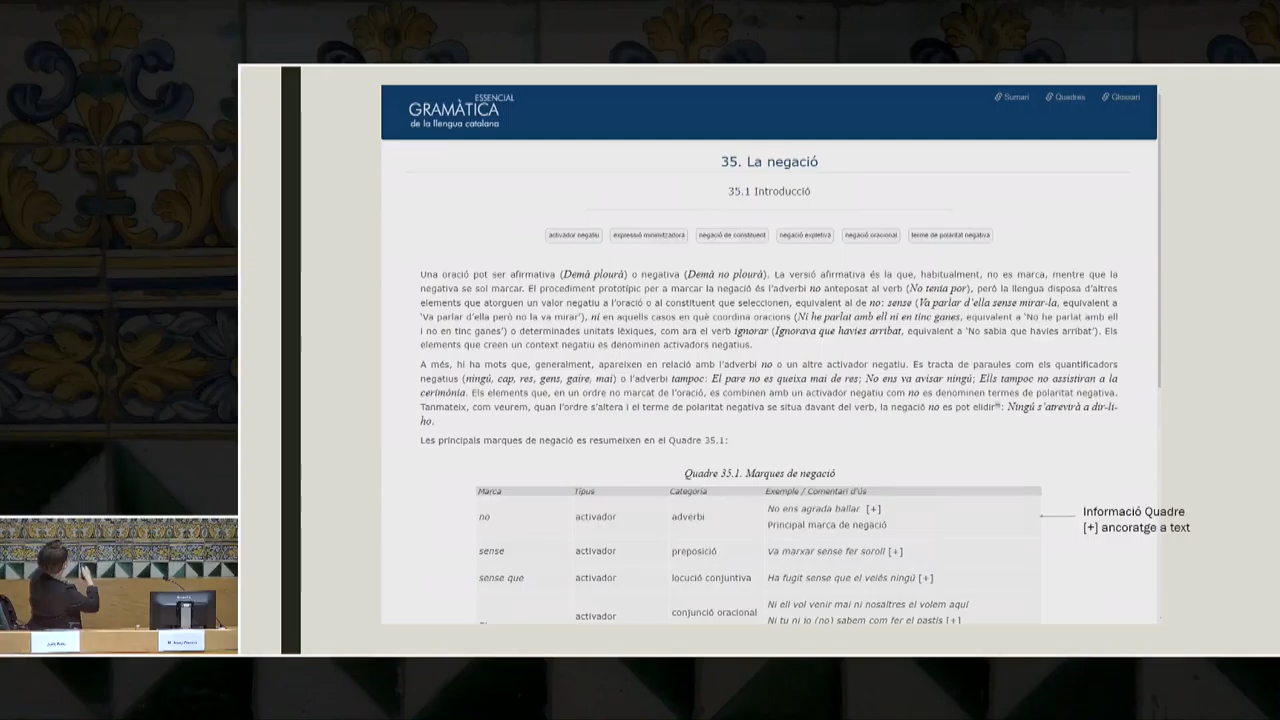 ESSENCIAL
GRAMÀTICA
de la llengua catalana
Sumari Quadres Glossari
35. La negació
35.1 Introducció
activador negatiu expressió minimitzadora negació de constituent negació expletiva negació oracional terme de polaritat negativa
Una oració pot ser afirmativa (Demà plourà) o negativa (Demà no plourà). La versió afirmativa és la que, habitualment, no es marca, mentre que la
negativa se sol marcar. El procediment prototípic per a marcar la negació és l'adverbi no anteposat al verb (No tenia por), però la llengua disposa d'altres
elements que atorguen un valor negatiu a l'oració o al constituent que seleccionen, equivalent al de no: sense (Va parlar d'ella sense mirar-la, equivalent a
'Va parlar d'ella però no la va mirar'), ni en aquells casos en què coordina oracions (Ni he parlat amb ell ni en tinc ganes, equivalent a 'No he parlat amb ell
i no en tinc ganes') o determinades unitats lèxiques, com ara el verb ignorar (Ignorava que havies arribat, equivalent a 'No sabia que havies arribat'). Els
elements que creen un context negatiu es denominen activadors negatius.
A més, hi ha mots que, generalment, apareixen en relació amb l'adverbi no o un altre activador negatiu. Es tracta de paraules com els quantificadors
negatius (ningú, cap, res, gens, gaire, mai) o l'adverbi tampoc: El pare no es queixa mai de res; No ens va avisar ningú; Ells tampoc no assistiran a la
cerimònia. Els elements que, en un ordre no marcat de l'oració, es combinen amb un activador negatiu com no es denominen termes de polaritat negativa.
Tanmateix, com veurem, quan l'ordre s'altera i el terme de polaritat negativa se situa davant del verb, la negació no es pot elidir: Ningú s'atrevirà a dir-li-
ho.
Les principals marques de negació es resumeixen en el Quadre 35.1:
Quadre 35.1. Marques de negació
Marca Tipus Categoria Exemple / Comentari d'ús
no activador adverbi No ens agrada ballar [+]
Principal marca de negació
sense activador preposició Va marxar sense fer soroll [+]
sense que activador locució conjuntiva Ha fugit sense que el veiés ningú [+]
activador conjunció oracional Ni ell vol venir mai ni nosaltres el volem aquí
Ni tu ni jo (no) sabem com fer el pastís [+]
Informació Quadre
[+] ancoratge a text